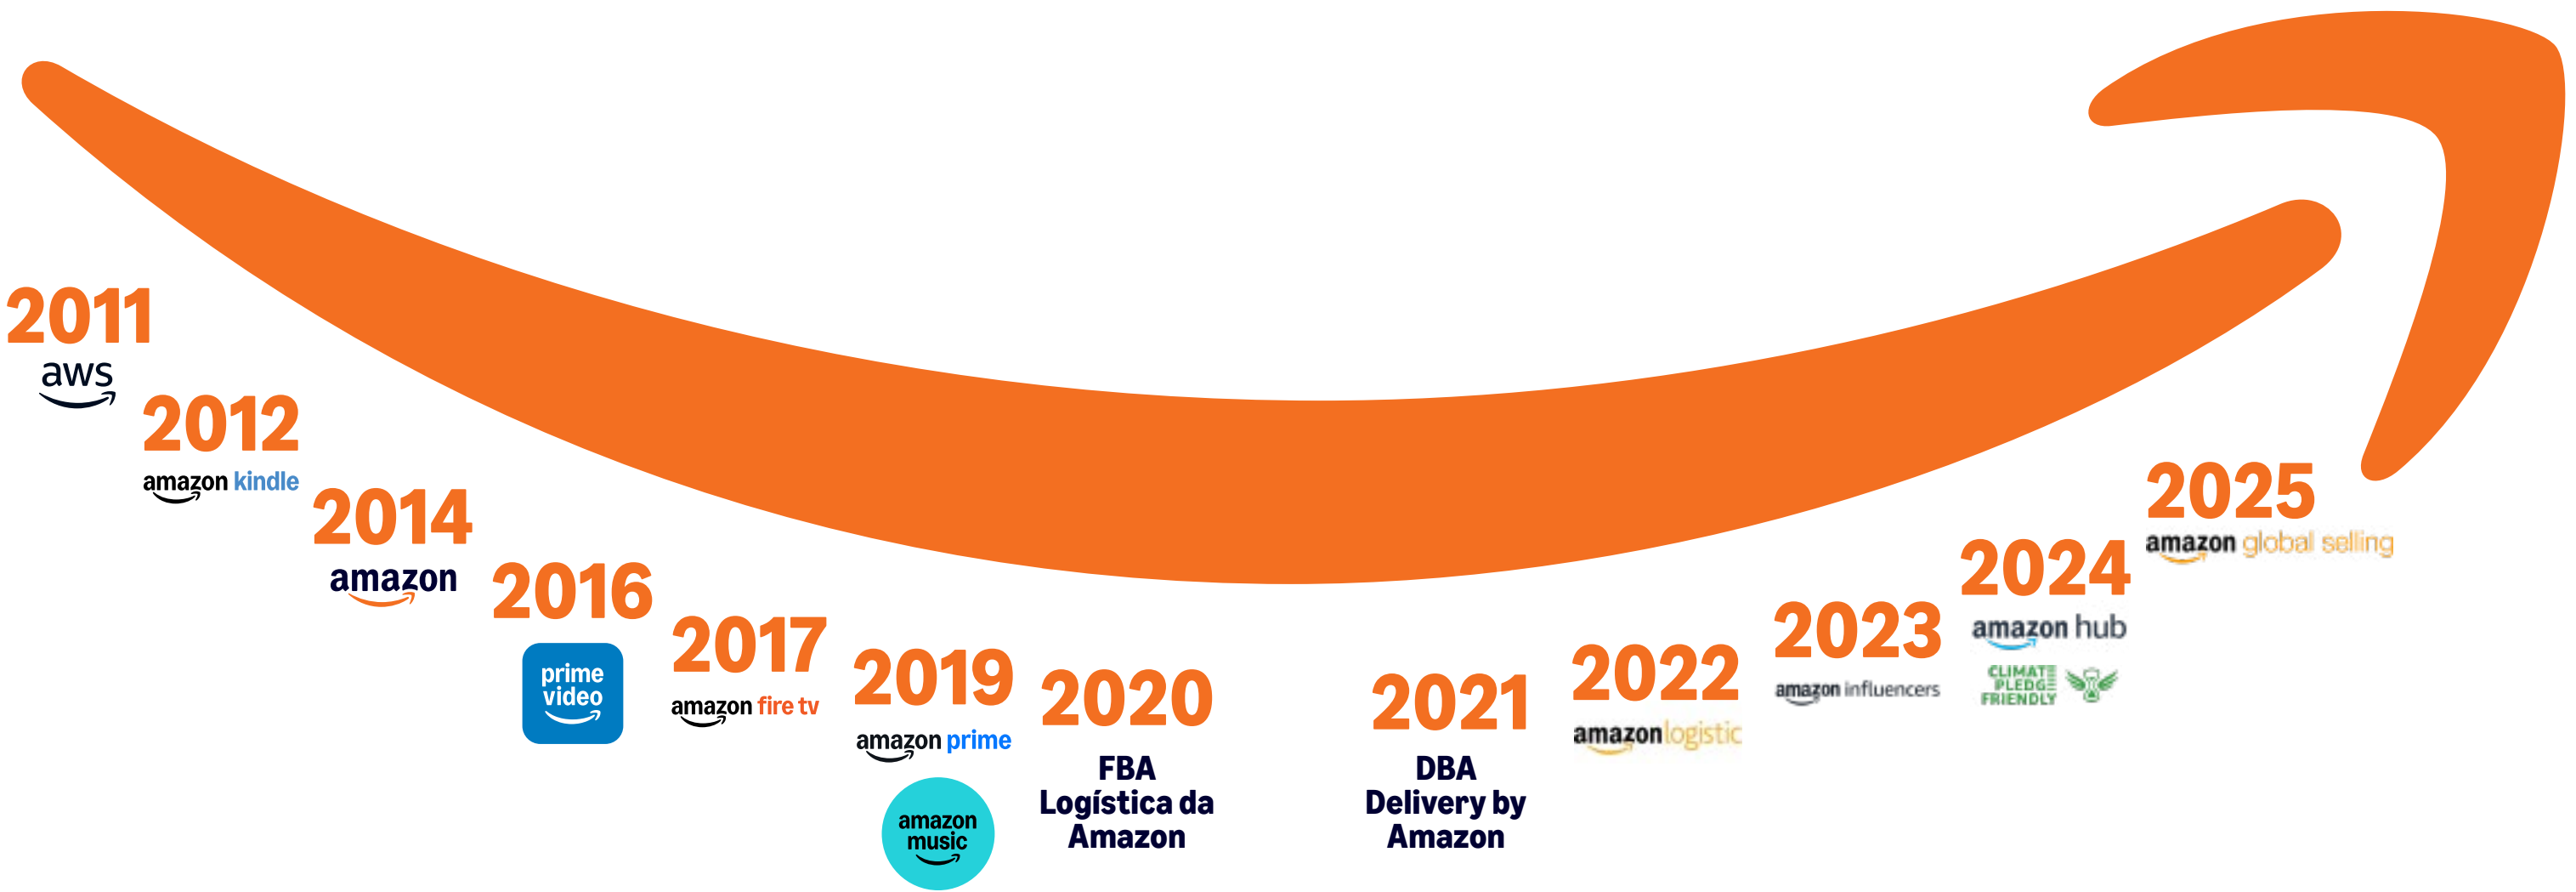 2011
aws
2012
amazon kindle
2014
amazon
2016
prime
video
2017
amazon fire tv
2019
amazon prime
amazon
music
2020
FBA
Logística da
Amazon
2021
DBA
Delivery by
Amazon
2022
amazonlogistic
2023
amazon influencers
2024
amazon hub
CLIMATE
PLEDGE
FRIENDLY
2025
amazon global selling